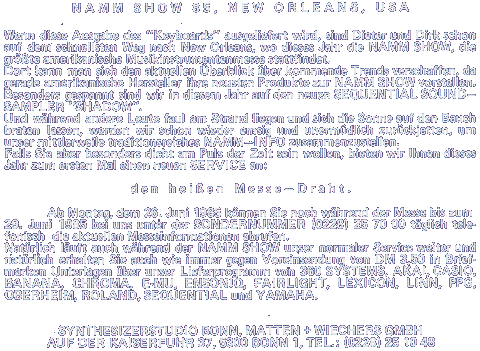 NAMM SHOW 85, NEW ORLEANS, USA
Wenn diese Ausgabe des "Keyboards" ausgeliefert wird, sind Dieter und Dirk schon
auf dem schnellsten Weg nach New Orleans, wo dieses Jahr die NAMM SHOW, die
größte amerikanische Musikinstrumentenmesse stattfindet.
Dort kann man sich den aktuellen Überblick über kommende Trends verschaffen, da
gerade amerikanische Hersteller ihre neusten Produkte zur NAMM SHOW vorstellen.
Besonders gespannt sind wir in diesem Jahr auf den neuen SEQUENTIAL SOUND-
SAMPLER "SHADOW".
Und während andere Leute faul am Strand liegen und sich die Sonne auf den Bauch
braten lassen, werden wir schon wieder emsig und unermüdlich zurückjetten, um
unser mittlerweile traditionsreiches NAMM-INFO zusammenzustellen.
Falls Sie aber besonders dicht am Puls der Zeit sein wollen, bieten wir Ihnen dieses
Jahr zum ersten Mal einen neuen SERVICE an:
den heißen Messe-Draht.
Ab Montag, dem 23. Juni 1985 können Sie noch während der Messe bis zum
29. Juni 1985 bei uns unter der SONDERNUMMER (0228) 25 70 30 täglich tele-
fonisch die aktuellen Messeinformationen abrufen.
Natürlich läuft auch während der NAMM SHOW unser normaler Service weiter und
natürlich erhalten Sie auch wie immer gegen Voreinsendung von DM 3,50 in Brief-
marken Unterlagen über unser Lieferprogramm von 360 SYSTEMS, AKAI, CASIO,
BANANA, CHROMA, E-MU, ENSONIQ, FAIRLIGHT, LEXICON, LINN, PPG,
OBERHEIM, ROLAND, SEQUENTIAL und YAMAHA.
SYNTHESIZERSTUDIO BONN, MATTEN + WIECHERS GMBH
AUF DER KAISERFUHR 37, 5300 BONN 1, TEL.: (0228) 25 10 48